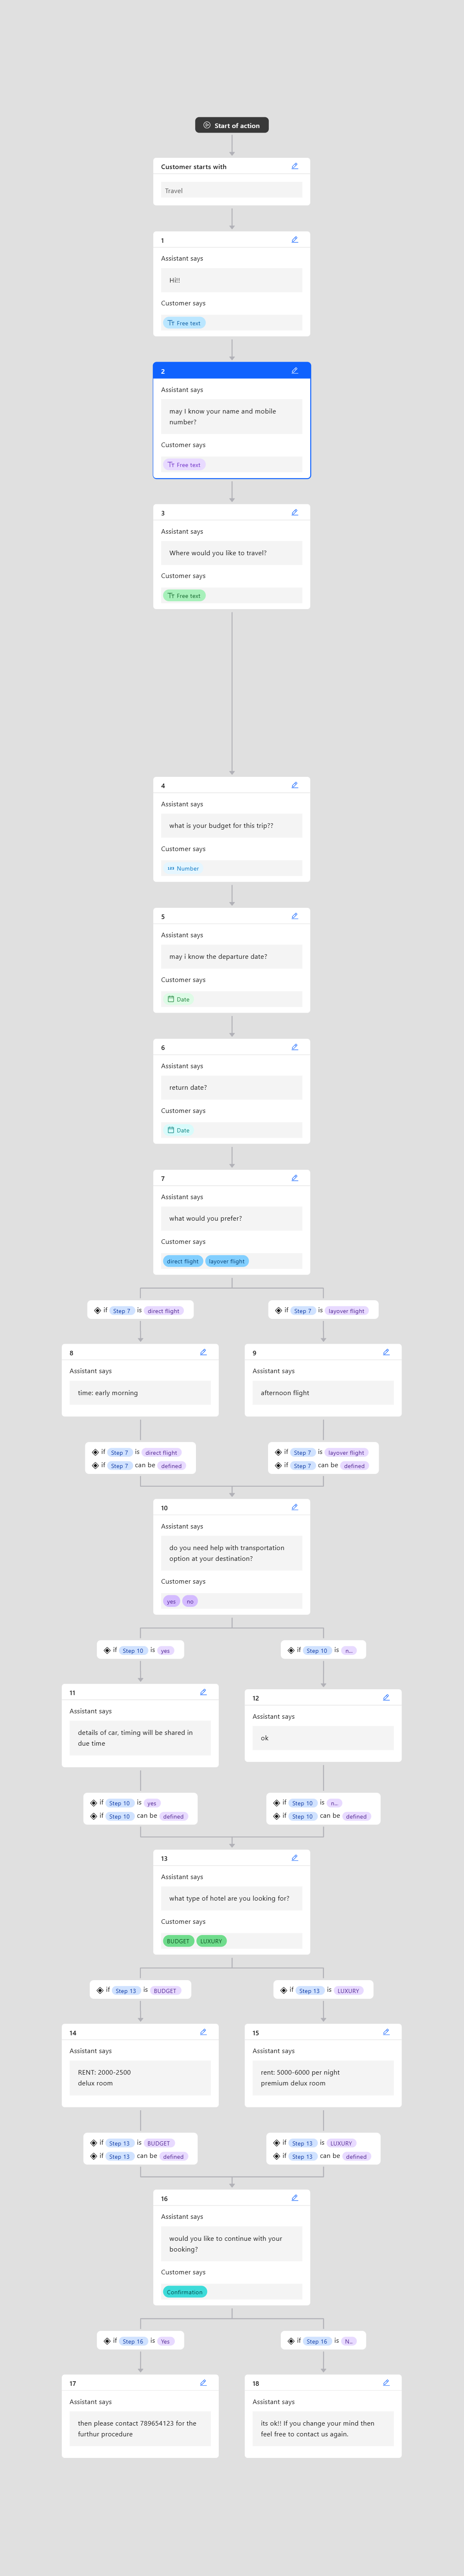 Start of action
Customer starts with
Travel
1
Assistant says
Hi!!
Customer says
Free text
2
Assistant says
may I know your name and mobile
number?
Customer says
Free text
3
Assistant says
Where would you like to travel?
Customer says
Free text
4
Assistant says
what is your budget for this trip??
Customer says
Number
5
Assistant says
may i know the departure date?
Customer says
Date
6
Assistant says
return date?
Customer says
Date
7
Assistant says
what would you prefer?
Customer says
direct flight layover flight
if Step 7 is direct flight
if Step 7 is layover flight
8
Assistant says
time: early morning
9
Assistant says
afternoon flight
if Step 7 is direct flight
if Step 7 can be defined
if Step 7 is layover flight
if Step 7 can be defined
10
Assistant says
do you need help with transportation
option at your destination?
Customer says
yes no
if Step 10 is yes
if Step 10 is n...
11
Assistant says
details of car, timing will be shared in
due time
12
Assistant says
ok
if Step 10 is yes
if Step 10 can be defined
if Step 10 is n...
if Step 10 can be defined
13
Assistant says
what type of hotel are you looking for?
Customer says
BUDGET LUXURY
if Step 13 is BUDGET
if Step 13 is LUXURY
14
Assistant says
RENT: 2000-2500
delux room
15
Assistant says
rent: 5000-6000 per night
premium delux room
if Step 13 is BUDGET
if Step 13 can be defined
if Step 13 is LUXURY
if Step 13 can be defined
16
Assistant says
would you like to continue with your
booking?
Customer says
Confirmation
if Step 16 is Yes
if Step 16 is N...
17
Assistant says
then please contact 789654123 for the
furthur procedure
18
Assistant says
its ok!! If you change your mind then
feel free to contact us again.